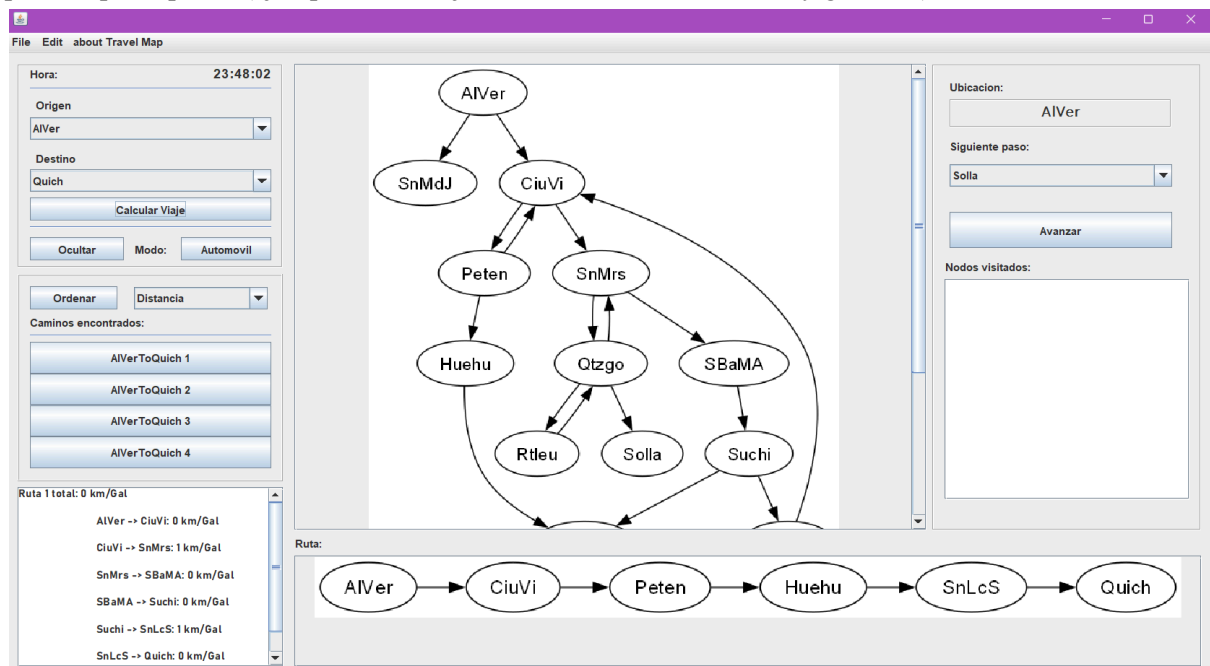 File Edit about Travel Map
Hora: 23:48:02
Origen
AlVer
Destino
Quich
Calcular Viaje
Ocultar Modo: Automovil
Ordenar Distancia
Caminos encontrados:
AlVerToQuich 1
AlVerToQuich 2
AlVerToQuich 3
AlVerToQuich 4
Ruta 1 total: 0 km/Gal
AlVer -> CiuVi: 0 km/Gal
CiuVi -> SnMrs: 1 km/Gal
SnMrs -> SBaMA: 0 km/Gal
SBaMA -> Suchi: 0 km/Gal
Suchi -> SnLcS: 1 km/Gal
SnLcS -> Quich: 0 km/Gal
AlVer
SnMdJ CiuVi
Peten SnMrs
Huehu Qtzgo SBaMA
Rtleu Solla Suchi
Ruta:
AlVer CiuVi Peten Huehu SnLcS Quich
Ubicacion:
AlVer
Siguiente paso:
Solla
Avanzar
Nodos visitados: